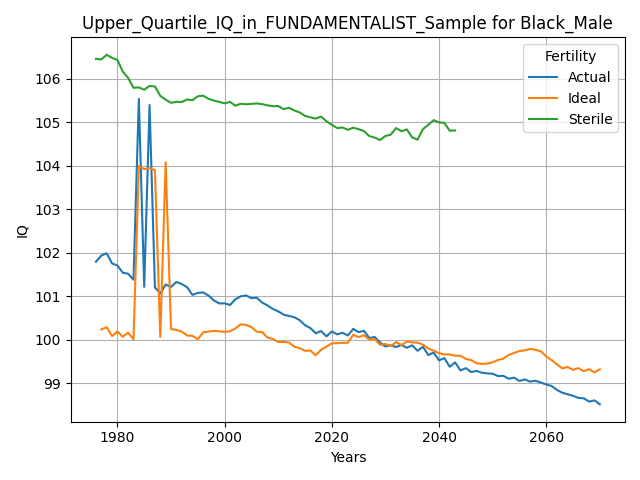 Upper_Quartile_IQ_in_FUNDAMENTALIST_Sample for Black_Male
Fertility
Actual
Ideal
Sterile
106
105
104
103
102
101
100
99
IQ
1980
2000
2020
2040
2060
Years